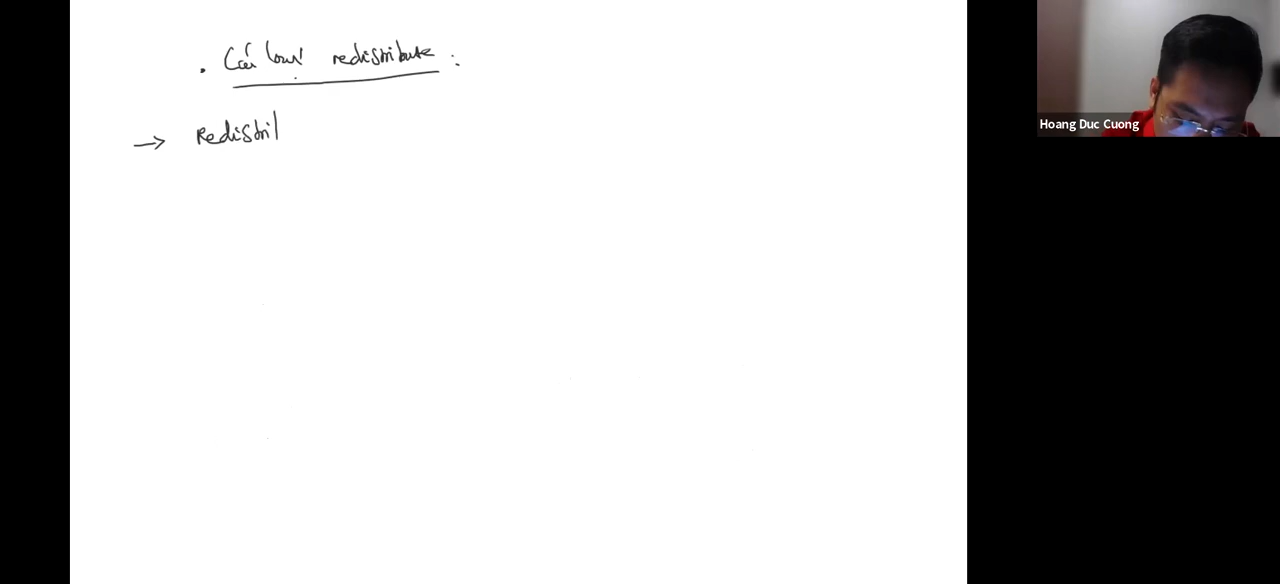 . Các loại redistribute :
→ Redistri
Hoang Duc Cuong